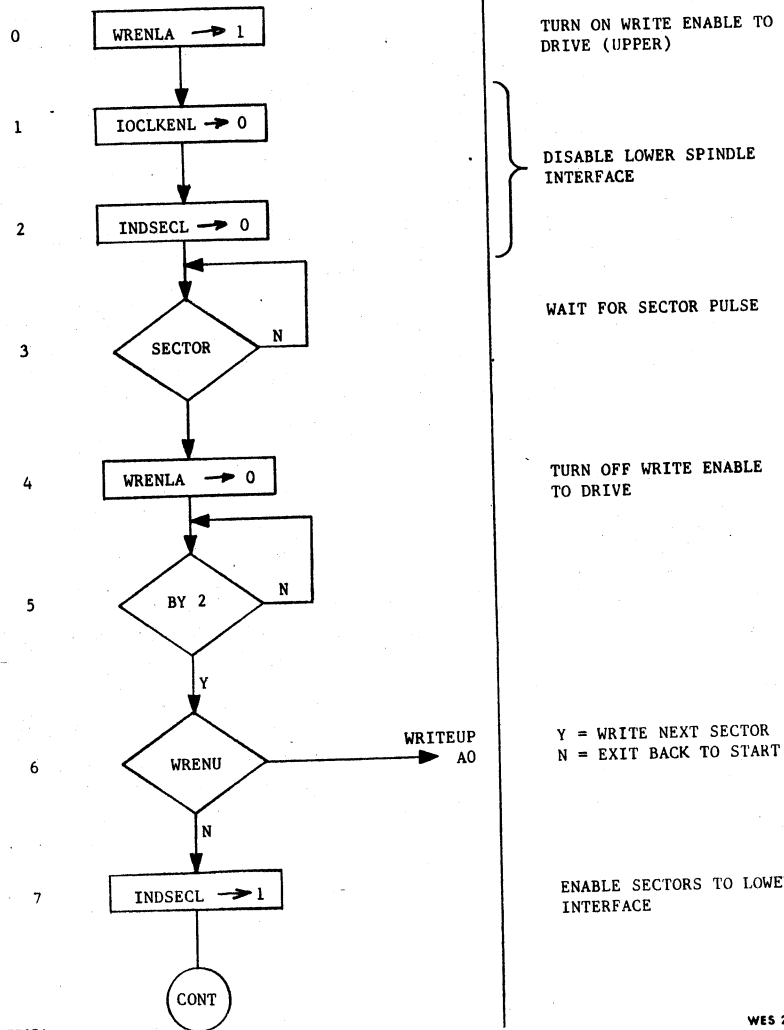 0
WRENLA → 1
TURN ON WRITE ENABLE TO
DRIVE (UPPER)
1
IOCLKENL → 0
DISABLE LOWER SPINDLE
INTERFACE
2
INDSECL → 0
WAIT FOR SECTOR PULSE
N
3
SECTOR
4
WRENLA → 0
TURN OFF WRITE ENABLE
TO DRIVE
N
5
BY 2
Y
WRITEUP
A0
6
WRENU
Y = WRITE NEXT SECTOR
N = EXIT BACK TO START
N
7
INDSECL → 1
ENABLE SECTORS TO LOWE
INTERFACE
CONT
WES 2